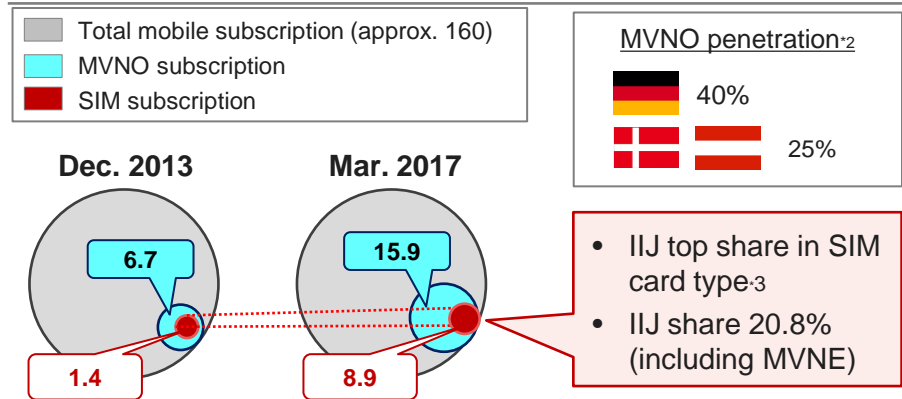 Total mobile subscription (approx. 160)
MVNO subscription
SIM subscription
MVNO penetration*2
40%
25%
Dec. 2013
Mar. 2017
6.7
15.9
1.4
8.9
• IIJ top share in SIM
card type*3
• IIJ share 20.8%
(including MVNE)